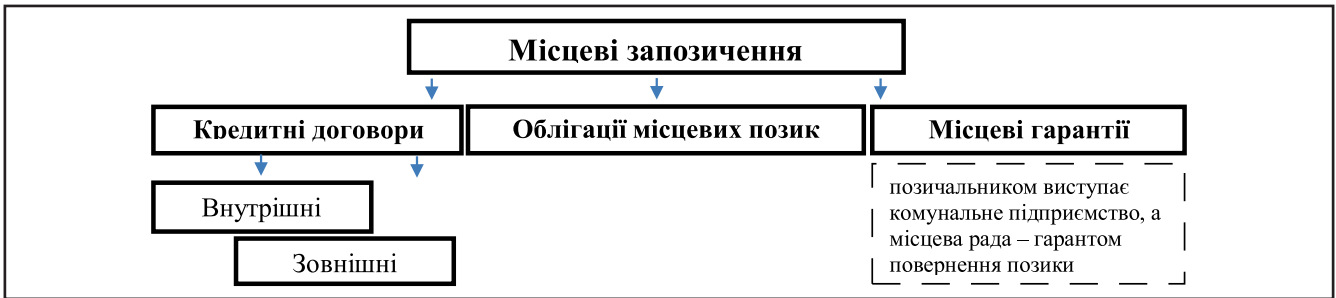 Місцеві запозичення
Кредитні договори
Облігації місцевих позик
Місцеві гарантії
Внутрішні
Зовнішні
позичальником виступає
комунальне підприємство, а
місцева рада – гарантом
повернення позики